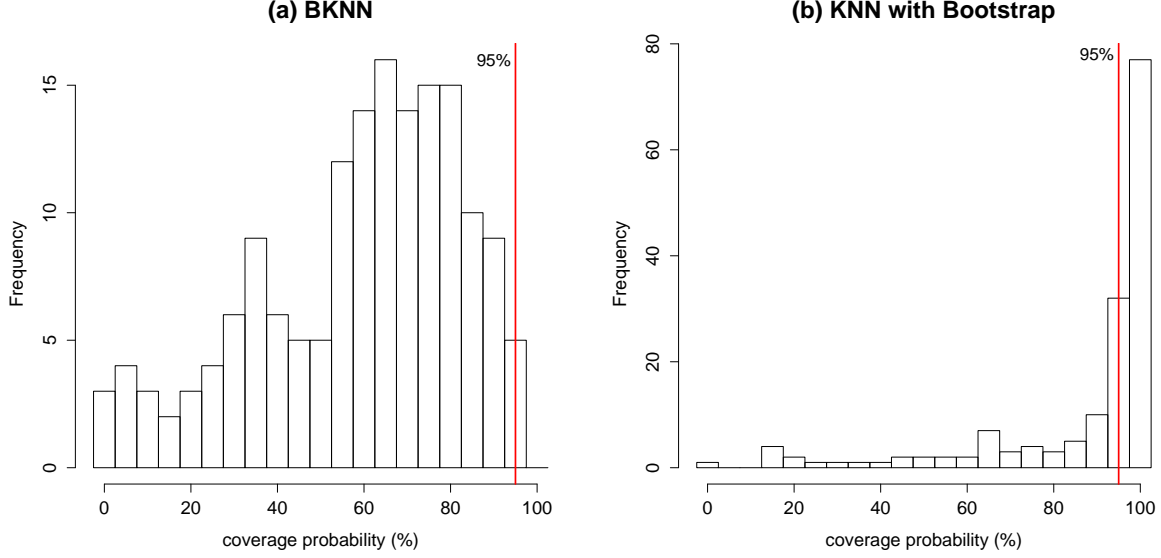 (a) BKNN
95%
15
10
5
0
Frequency
0 20 40 60 80 100
coverage probability (%)
(b) KNN with Bootstrap
95%
80
60
40
20
0
Frequency
0 20 40 60 80 100
coverage probability (%)